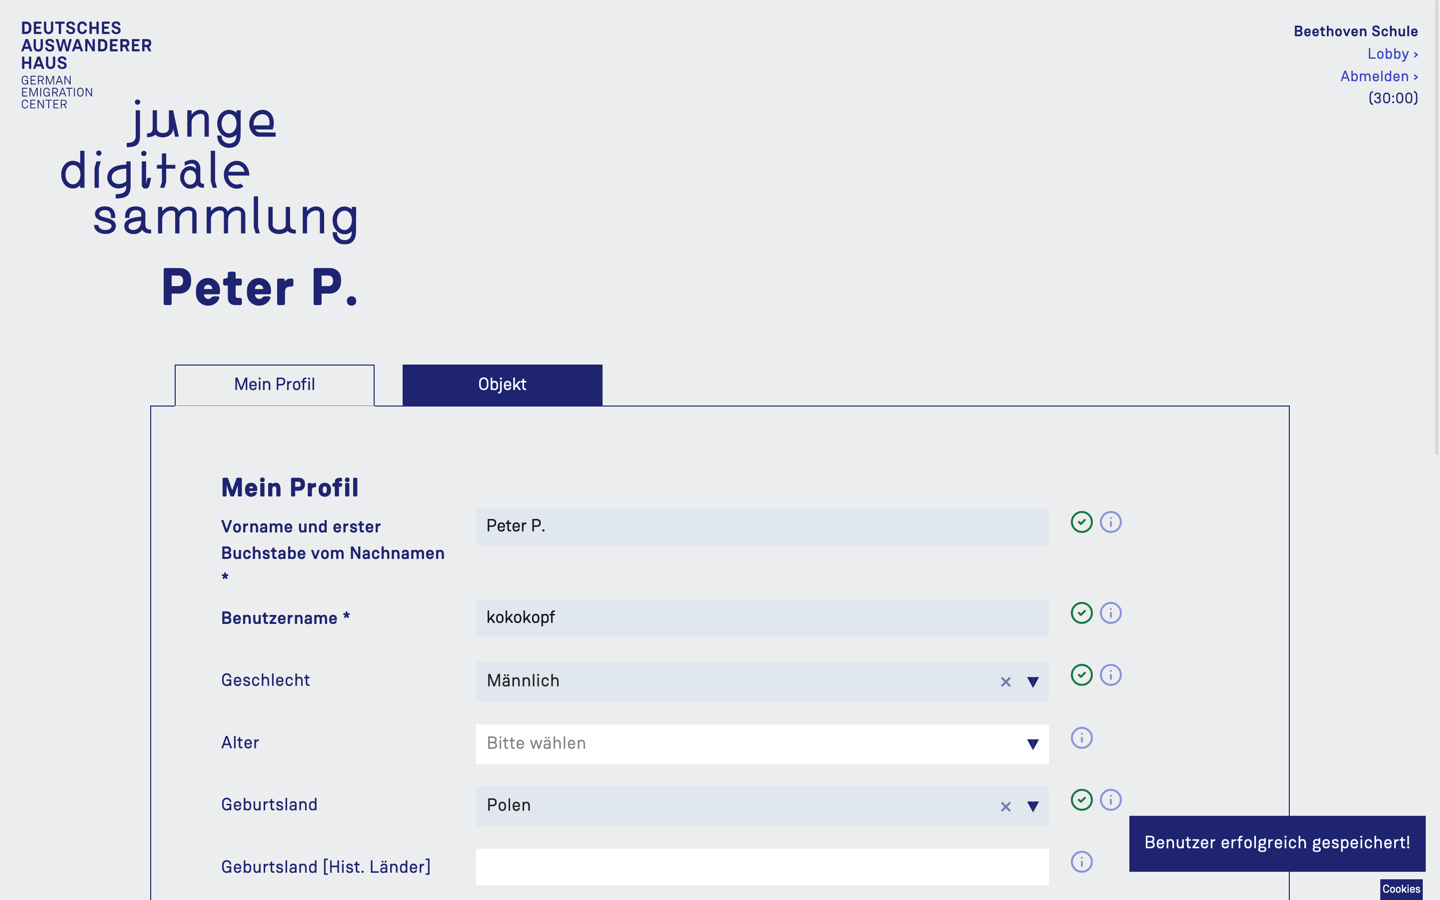 DEUTSCHES
AUSWANDERER
HAUS
GERMAN
EMIGRATION
CENTER
junge
digitale
sammlung
Peter P.
Beethoven Schule
Lobby ›
Abmelden ›
(30:00)
Mein Profil
Objekt
Mein Profil
Vorname und erster
Buchstabe vom Nachnamen
*
Peter P.
Benutzername *
kokokopf
Geschlecht
Männlich
Alter
Bitte wählen
Geburtsland
Polen
Geburtsland [Hist. Länder]
Benutzer erfolgreich gespeichert!
Cookies